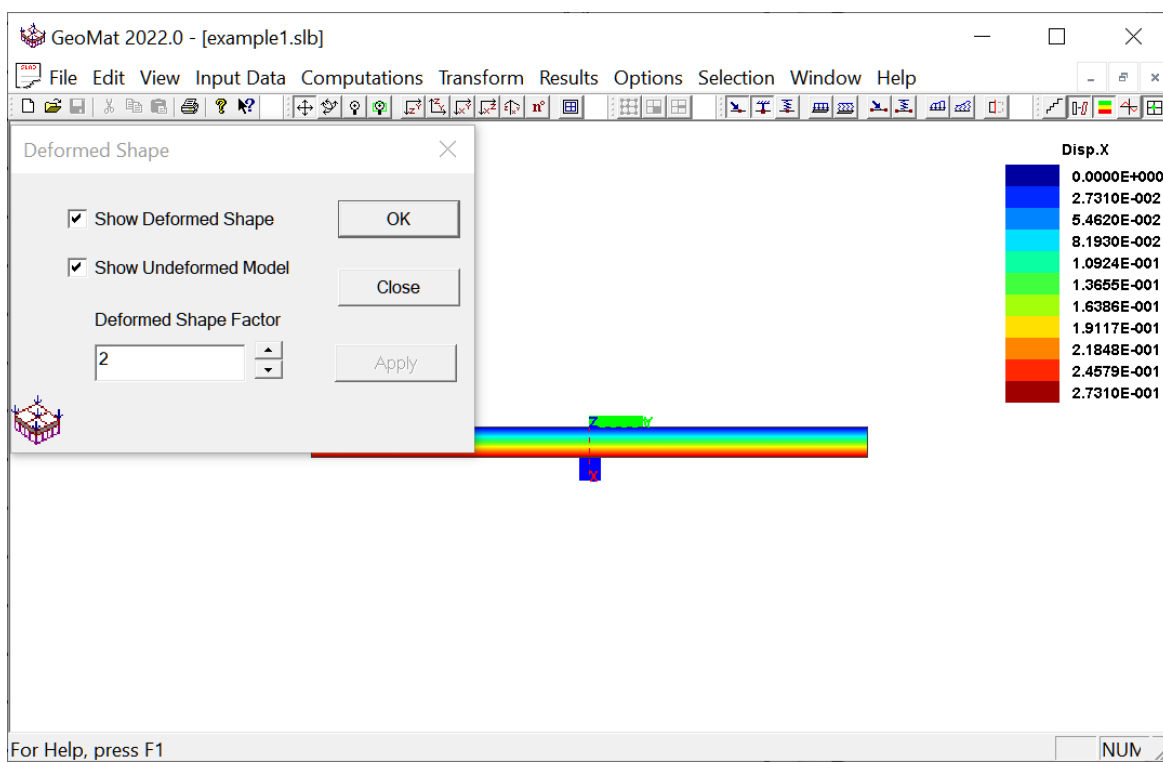 GeoMat 2022.0 - [example1.slb]
File Edit View Input Data Computations Transform Results Options Selection Window Help
Deformed Shape
Show Deformed Shape
OK
Show Undeformed Model
Close
Deformed Shape Factor
2
Apply
Disp.X
0.0000E+000
2.7310E-002
5.4620E-002
8.1930E-002
1.0924E-001
1.3655E-001
1.6386E-001
1.9117E-001
2.1848E-001
2.4579E-001
2.7310E-001
Z
Y
X
For Help, press F1
NUM